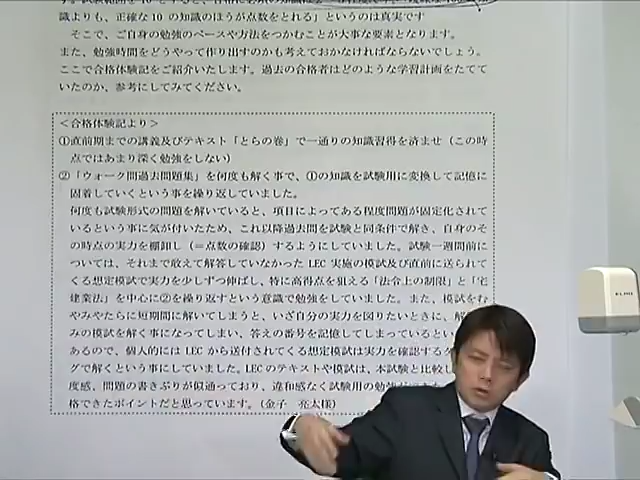 識よりも、正確な 10 の知識のほうが点数をとれる」というのは真実です
そこで、ご自身の勉強のペースや方法をつかむことが大事な要素となります。
また、勉強時間をどうやって作り出すのかも考えておかなければならないでしょう。
ここで合格体験記をご紹介いたします。過去の合格者はどのような学習計画をたてて
いたのか、参考にしてみてください。
＜合格体験記より＞
①直前期までの講義及びテキスト「とらの巻」で一通りの知識習得を済ませ（この時
点ではあまり深く勉強をしない）
②「ウォーク問過去問題集」を何度も解く事で、①の知識を試験用に変換して記憶に
固着していくという事を繰り返していました。
何度も試験形式の問題を解いていると、項目によってある程度問題が固定化されて
いるという事に気が付いたため、これ以降過去問を試験と同条件で解き、自身のそ
の時点の実力を棚卸し（＝点数の確認）するようにしていました。試験一週間前に
ついては、それまで敢えて解答していなかった LEC 実施の模試及び直前に送られて
くる想定模試で実力を少しずつ伸ばし、特に高得点を狙える「法令上の制限」と「宅
建業法」を中心に②を繰り返すという意識で勉強をしていました。また、模試をむ
やみやたらに短期間に解いてしまうと、いざ自分の実力を図りたいときに、解
みの模試を解く事になってしまい、答えの番号を記憶してしまっているとい
あるので、個人的には LEC から送付されてくる想定模試は実力を確認する
グで解くといいと思っていました。LEC のテキストや模試は、本試験と比較し
度感、問題の書きぶりが似通っており、違和感なく試験用の勉強が
格できたポイントだと思っています。（金子 亮太様）